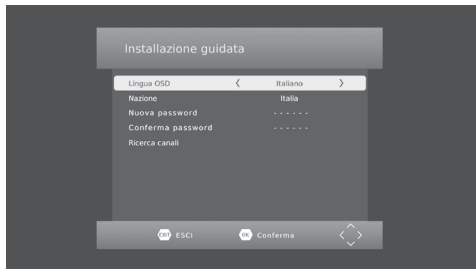 Installazione guidata
Lingua OSD Italiano
Nazione Italia
Nuova password - - - - - -
Conferma password - - - - - -
Ricerca canali
EXIT ESCI OK Conferma